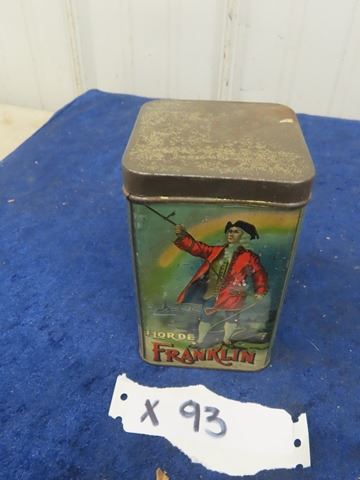 FLOR DE
FRANKLIN
X 93